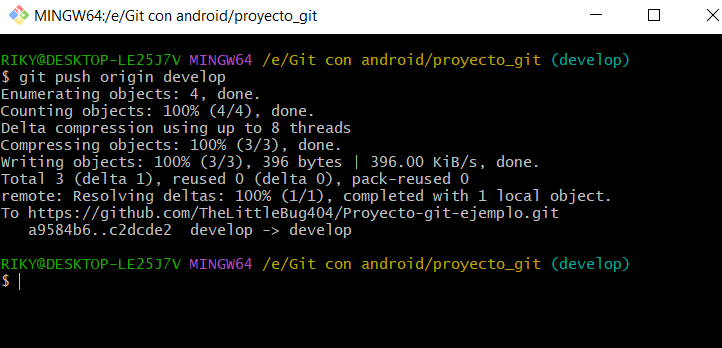 MINGW64:/e/Git con android/proyecto_git
RIKY@DESKTOP-LE25J7V MINGW64 /e/Git con android/proyecto_git (develop)
$ git push origin develop
Enumerating objects: 4, done.
Counting objects: 100% (4/4), done.
Delta compression using up to 8 threads
Compressing objects: 100% (3/3), done.
Writing objects: 100% (3/3), 396 bytes | 396.00 KiB/s, done.
Total 3 (delta 1), reused 0 (delta 0), pack-reused 0
remote: Resolving deltas: 100% (1/1), completed with 1 local object.
To https://github.com/TheLittleBug404/Proyecto-git-ejemplo.git
   a9584b6..c2dcde2  develop -> develop
RIKY@DESKTOP-LE25J7V MINGW64 /e/Git con android/proyecto_git (develop)
$